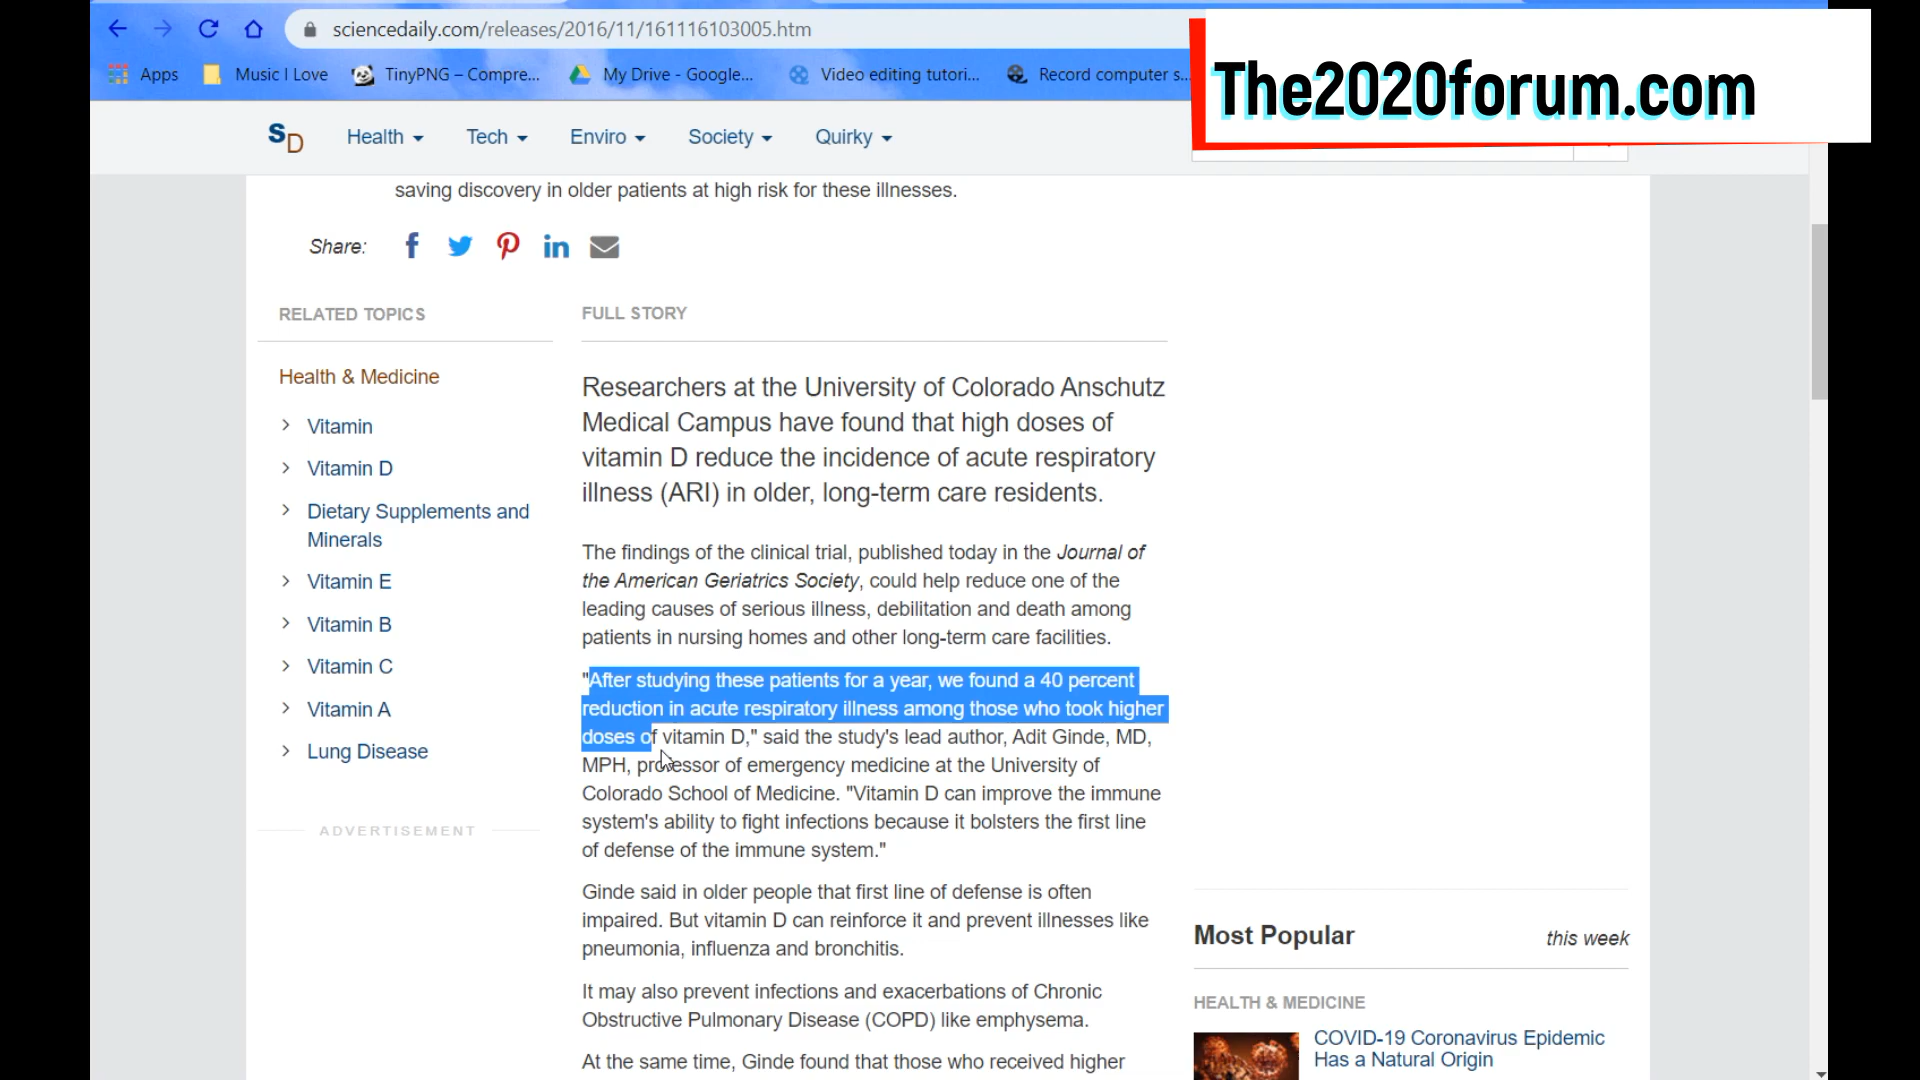 sciencedaily.com/releases/2016/11/161116103005.htm
Apps
Music I Love
TinyPNG – Compre...
My Drive - Google...
Video editing tutori...
Record computer s...
The2020forum.com
SD
Health
Tech
Enviro
Society
Quirky
saving discovery in older patients at high risk for these illnesses.
Share:
RELATED TOPICS
Health & Medicine
Vitamin
Vitamin D
Dietary Supplements and
Minerals
Vitamin E
Vitamin B
Vitamin C
Vitamin A
Lung Disease
ADVERTISEMENT
FULL STORY
Researchers at the University of Colorado Anschutz
Medical Campus have found that high doses of
vitamin D reduce the incidence of acute respiratory
illness (ARI) in older, long-term care residents.
The findings of the clinical trial, published today in the Journal of
the American Geriatrics Society, could help reduce one of the
leading causes of serious illness, debilitation and death among
patients in nursing homes and other long-term care facilities.
"After studying these patients for a year, we found a 40 percent
reduction in acute respiratory illness among those who took higher
doses of vitamin D," said the study's lead author, Adit Ginde, MD,
MPH, professor of emergency medicine at the University of
Colorado School of Medicine. "Vitamin D can improve the immune
system's ability to fight infections because it bolsters the first line
of defense of the immune system."
Ginde said in older people that first line of defense is often
impaired. But vitamin D can reinforce it and prevent illnesses like
pneumonia, influenza and bronchitis.
It may also prevent infections and exacerbations of Chronic
Obstructive Pulmonary Disease (COPD) like emphysema.
At the same time, Ginde found that those who received higher
Most Popular
this week
HEALTH & MEDICINE
COVID-19 Coronavirus Epidemic
Has a Natural Origin